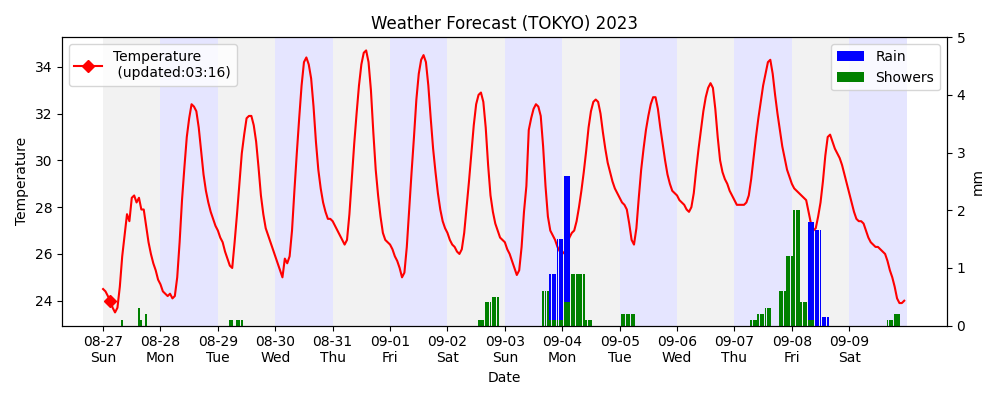 Weather Forecast (TOKYO) 2023
Temperature
(updated:03:16)
Rain
Showers
Temperature
34
32
30
28
26
24
5
4
3
2
1
0
mm
08-27 08-28 08-29 08-30 08-31 09-01 09-02 09-03 09-04 09-05 09-06 09-07 09-08 09-09
Sun Mon Tue Wed Thu Fri Sat Sun Mon Tue Wed Thu Fri Sat
Date